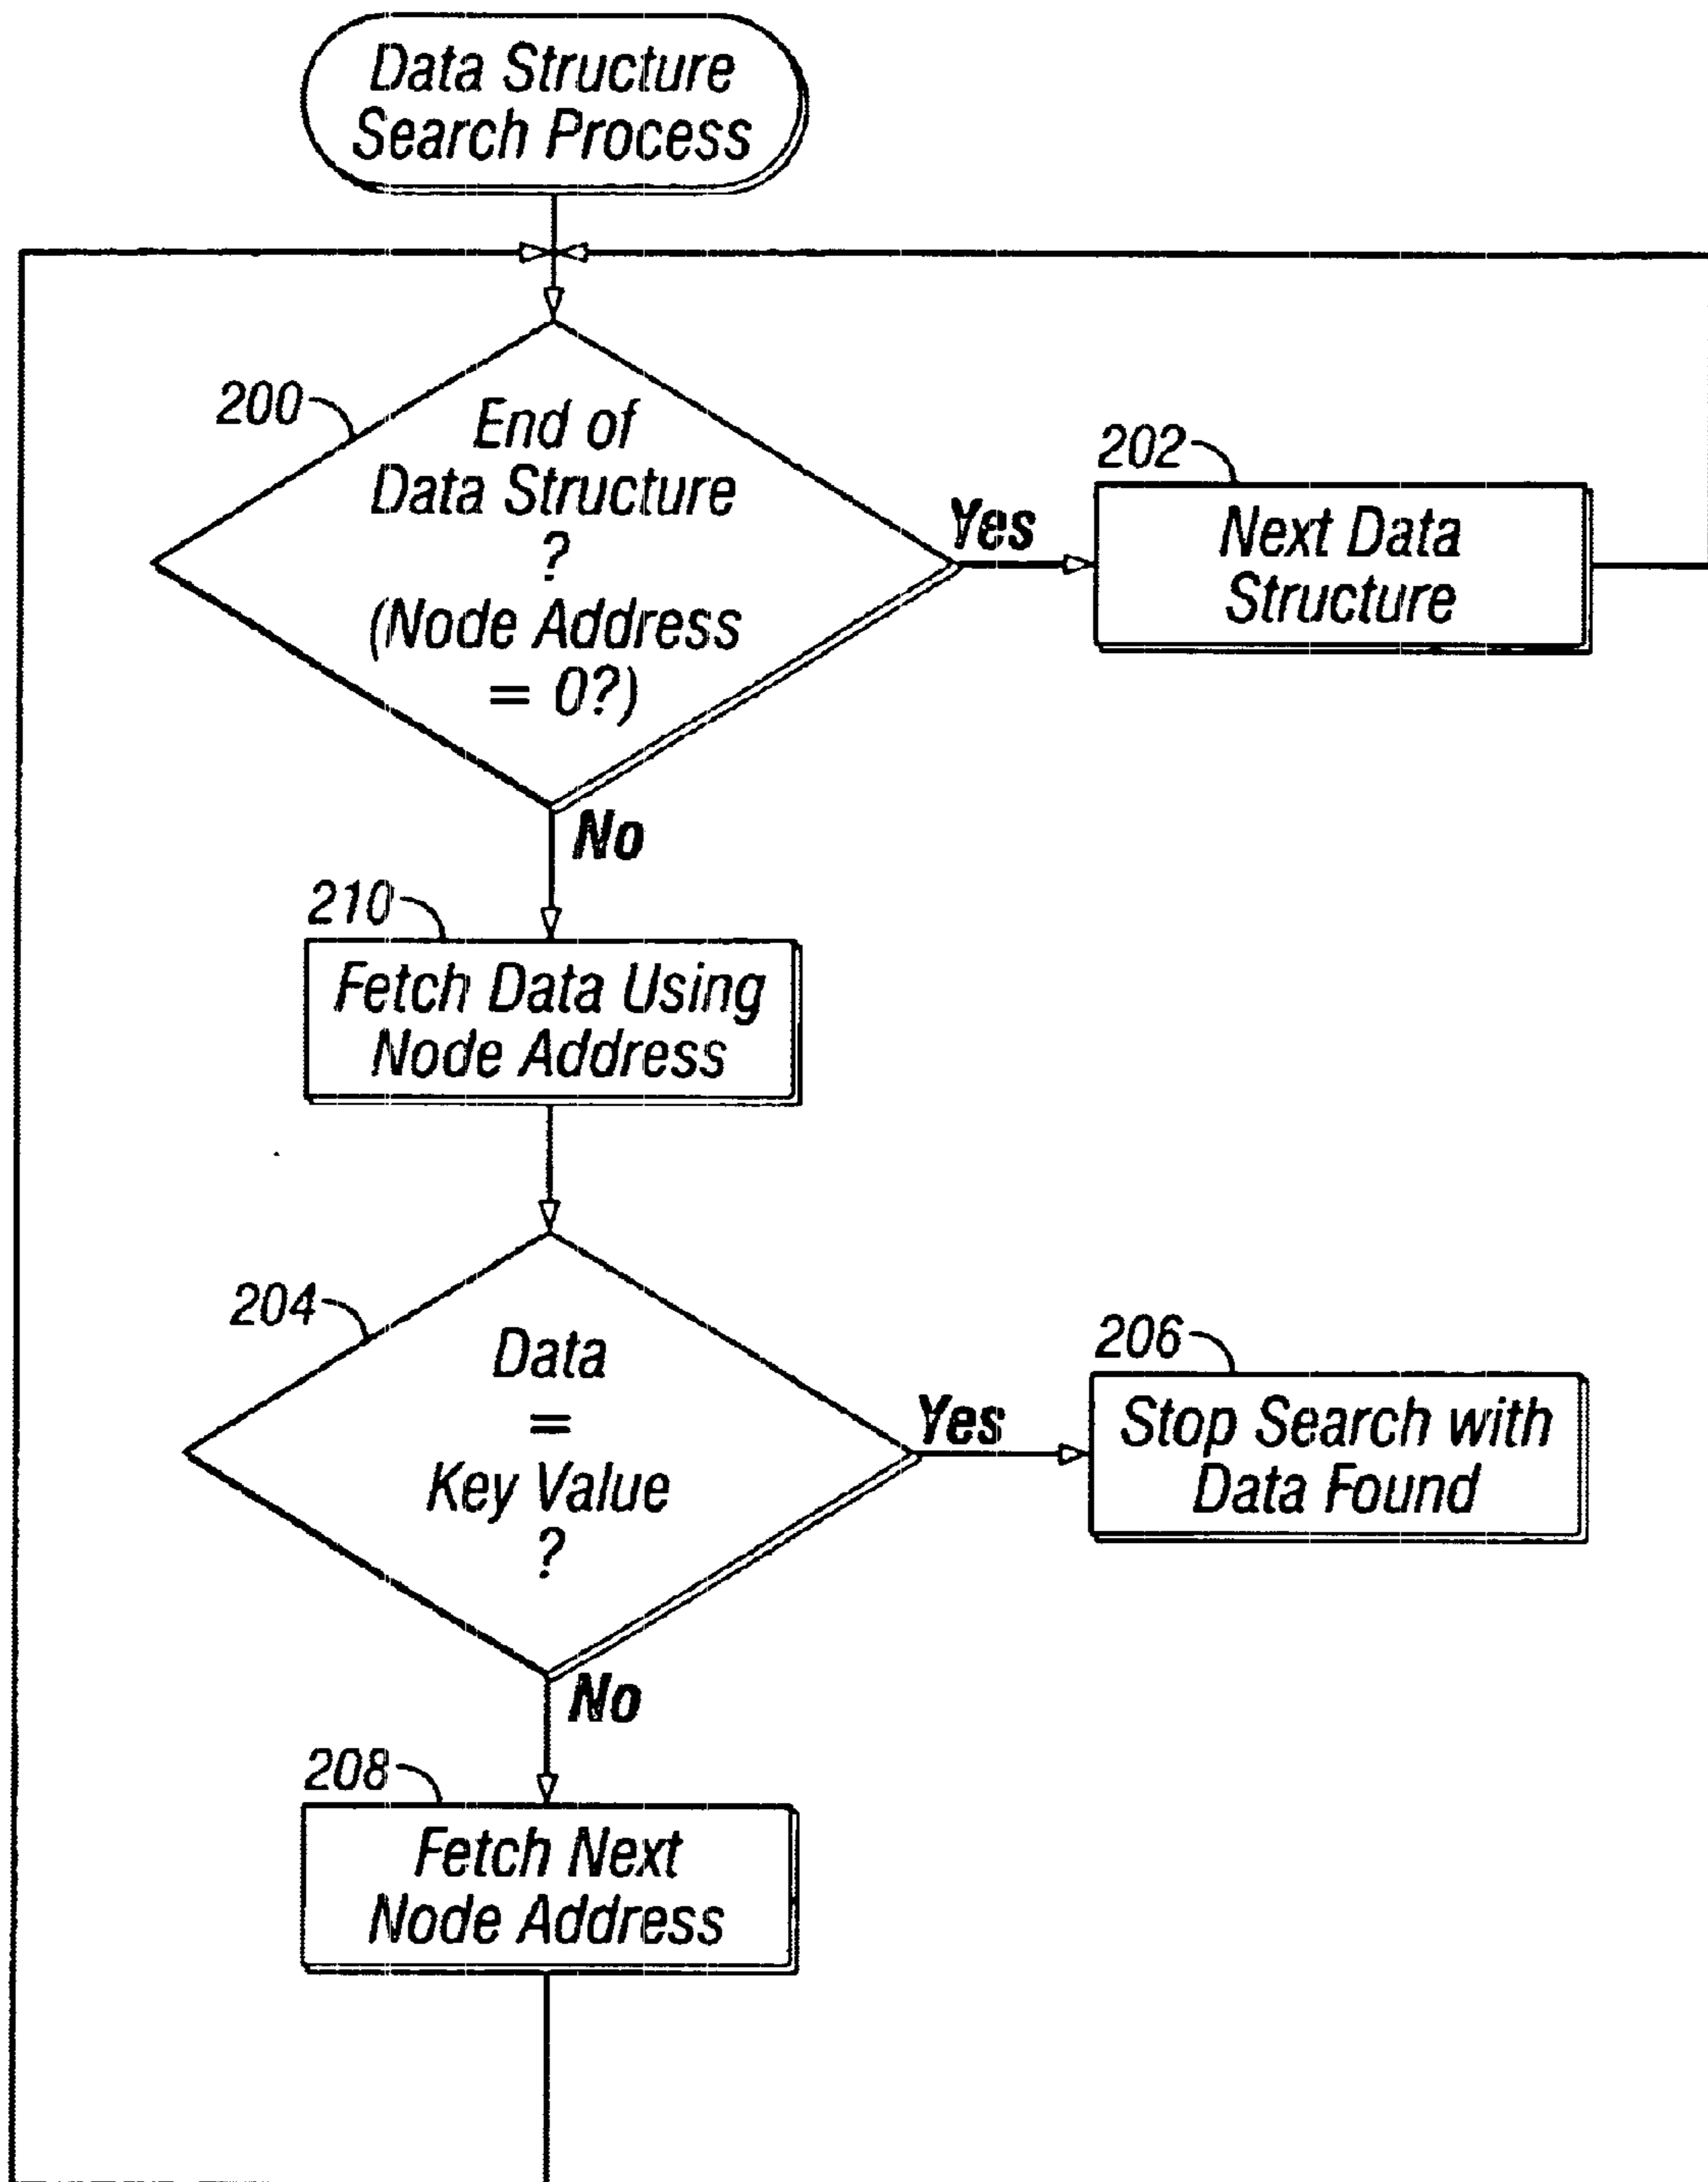 Data Structure
Search Process
200
End of
Data Structure
?
(Node Address
= 0?)
Yes
202
Next Data
Structure
No
210
Fetch Data Using
Node Address
204
Data
=
Key Value
?
Yes
206
Stop Search with
Data Found
No
208
Fetch Next
Node Address